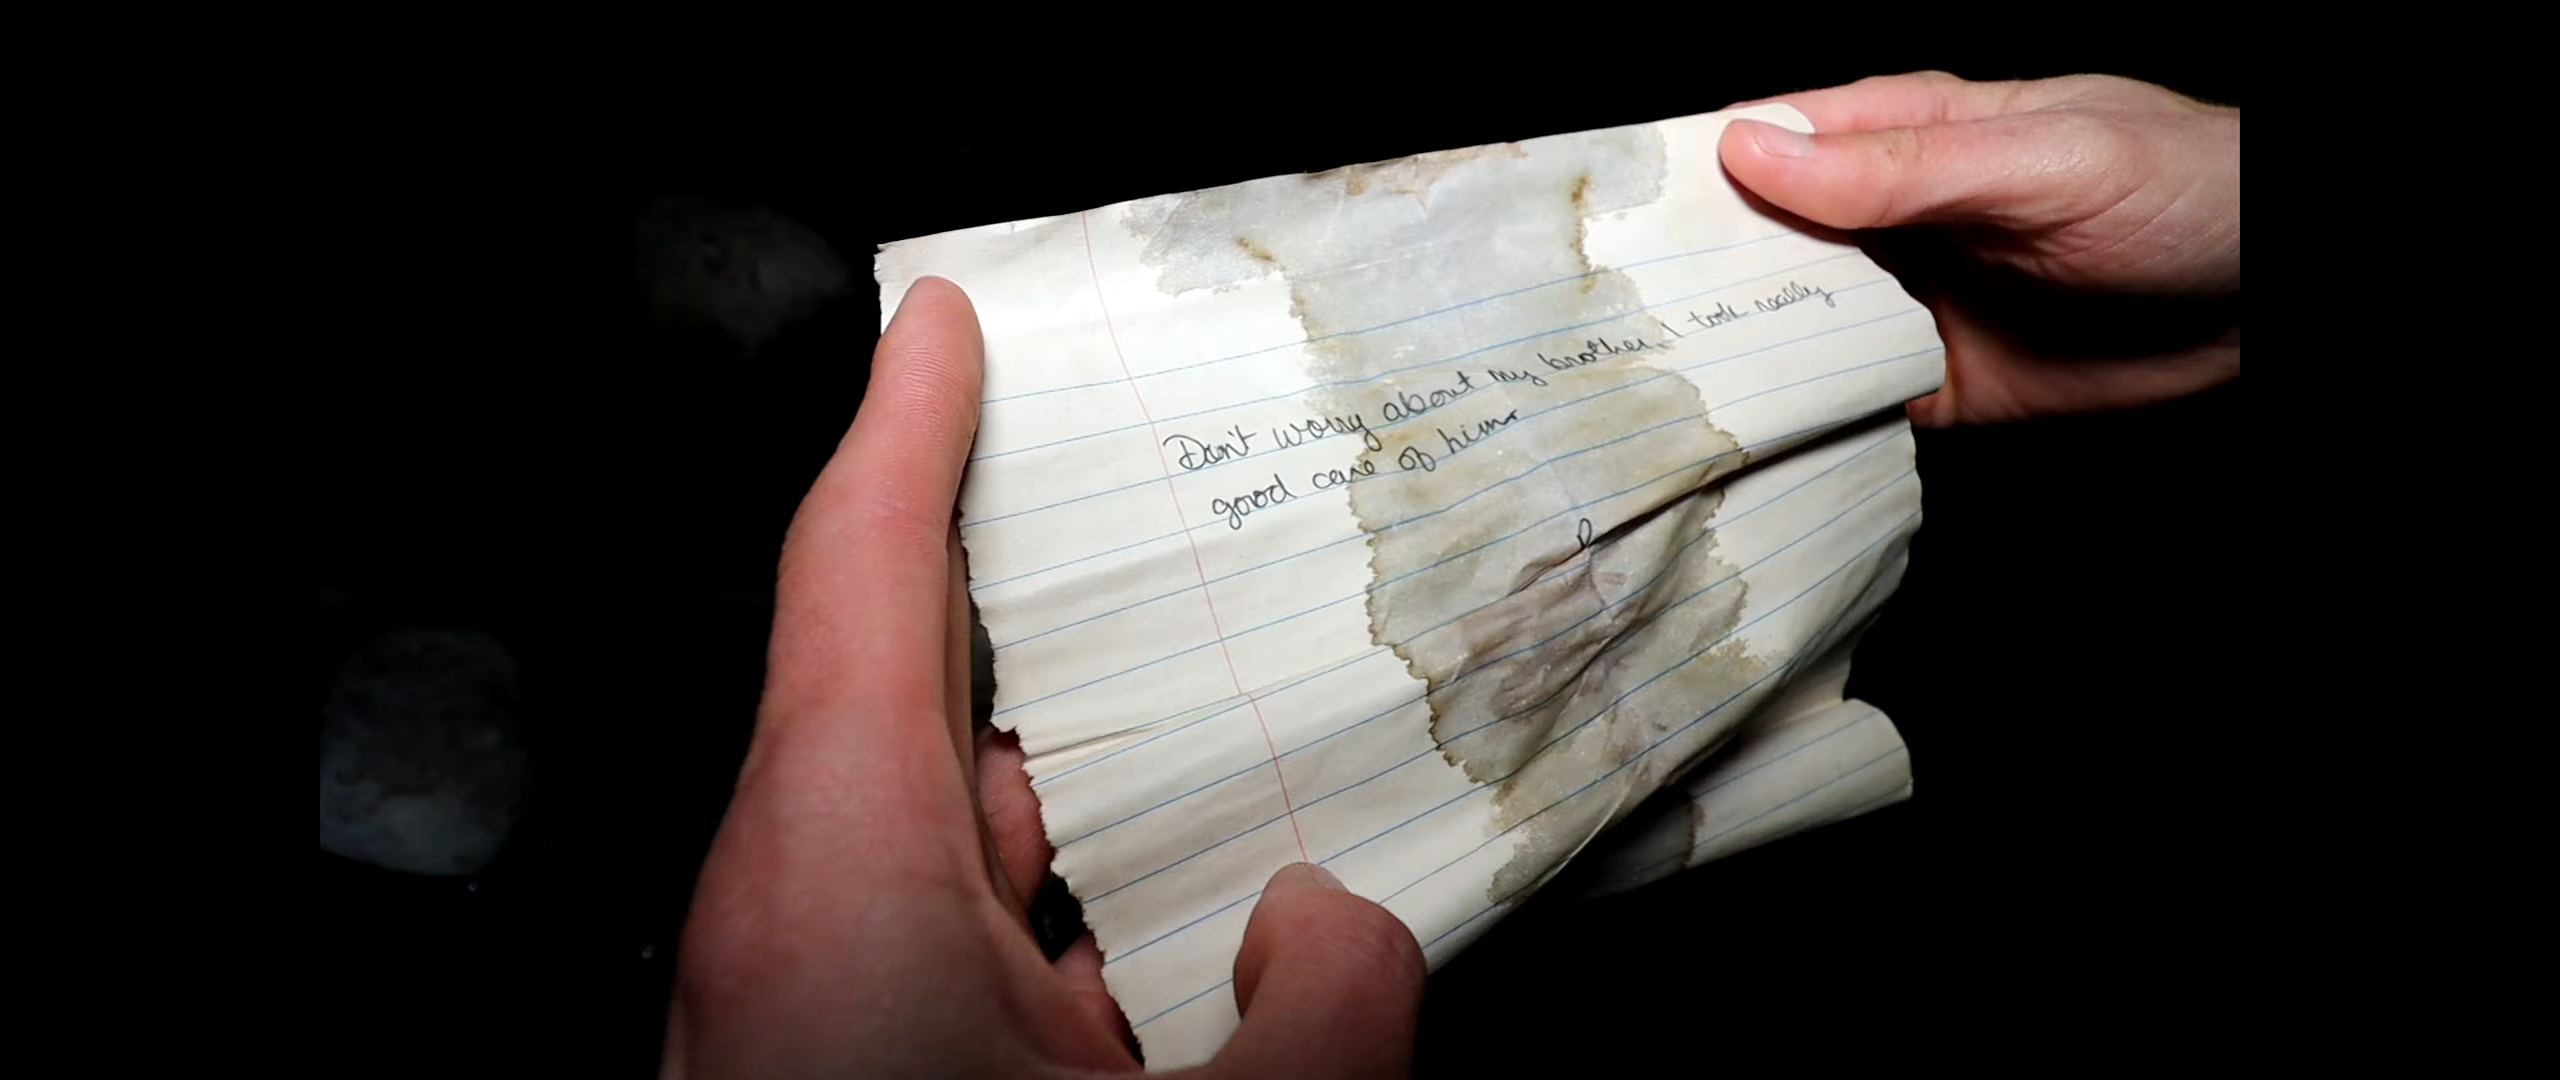 Don't worry about my brother. I took really
good care of him.
R